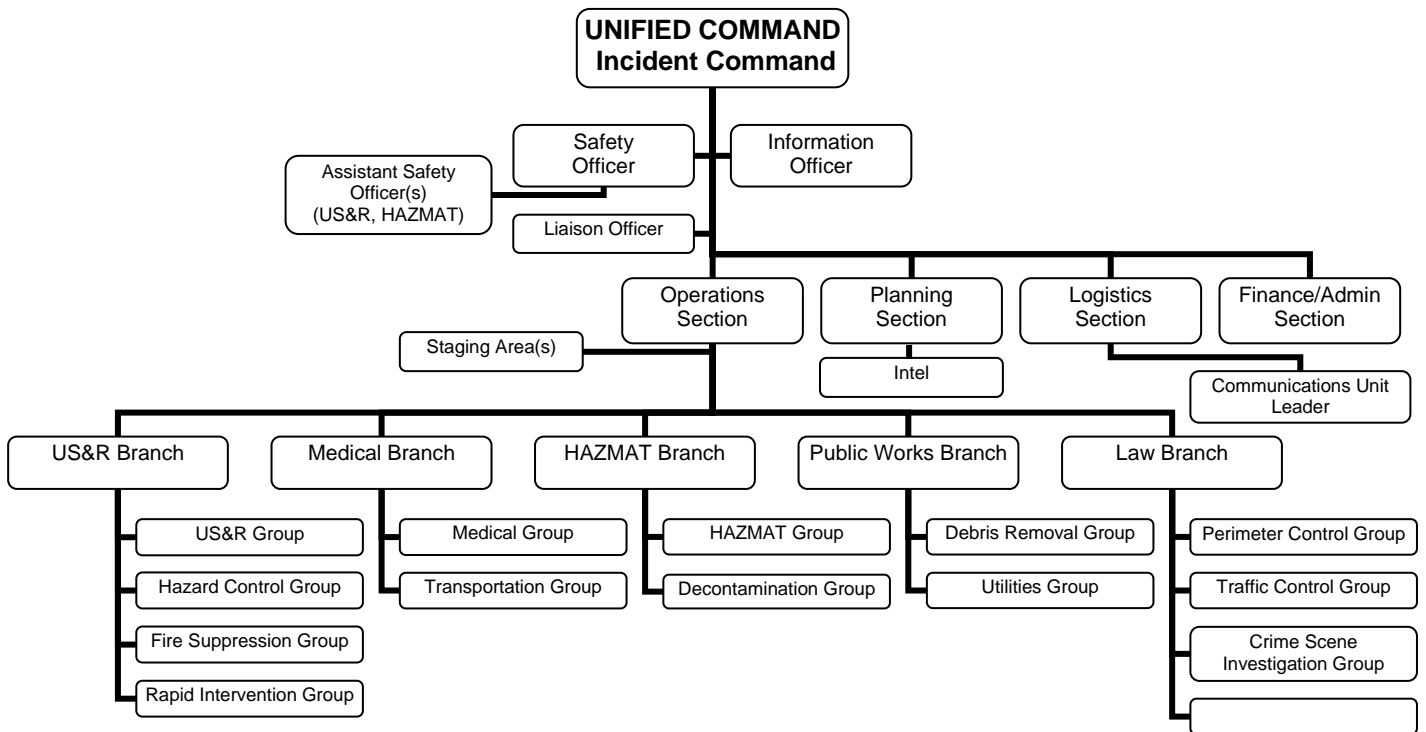 UNIFIED COMMAND
Incident Command
Safety
Officer
Information
Officer
Assistant Safety
Officer(s)
(US&R, HAZMAT)
Liaison Officer
Operations
Section
Planning
Section
Logistics
Section
Finance/Admin
Section
Staging Area(s)
Intel
Communications Unit
Leader
US&R Branch
Medical Branch
HAZMAT Branch
Public Works Branch
Law Branch
US&R Group
Medical Group
HAZMAT Group
Debris Removal Group
Perimeter Control Group
Hazard Control Group
Transportation Group
Decontamination Group
Utilities Group
Traffic Control Group
Fire Suppression Group
Crime Scene
Investigation Group
Rapid Intervention Group